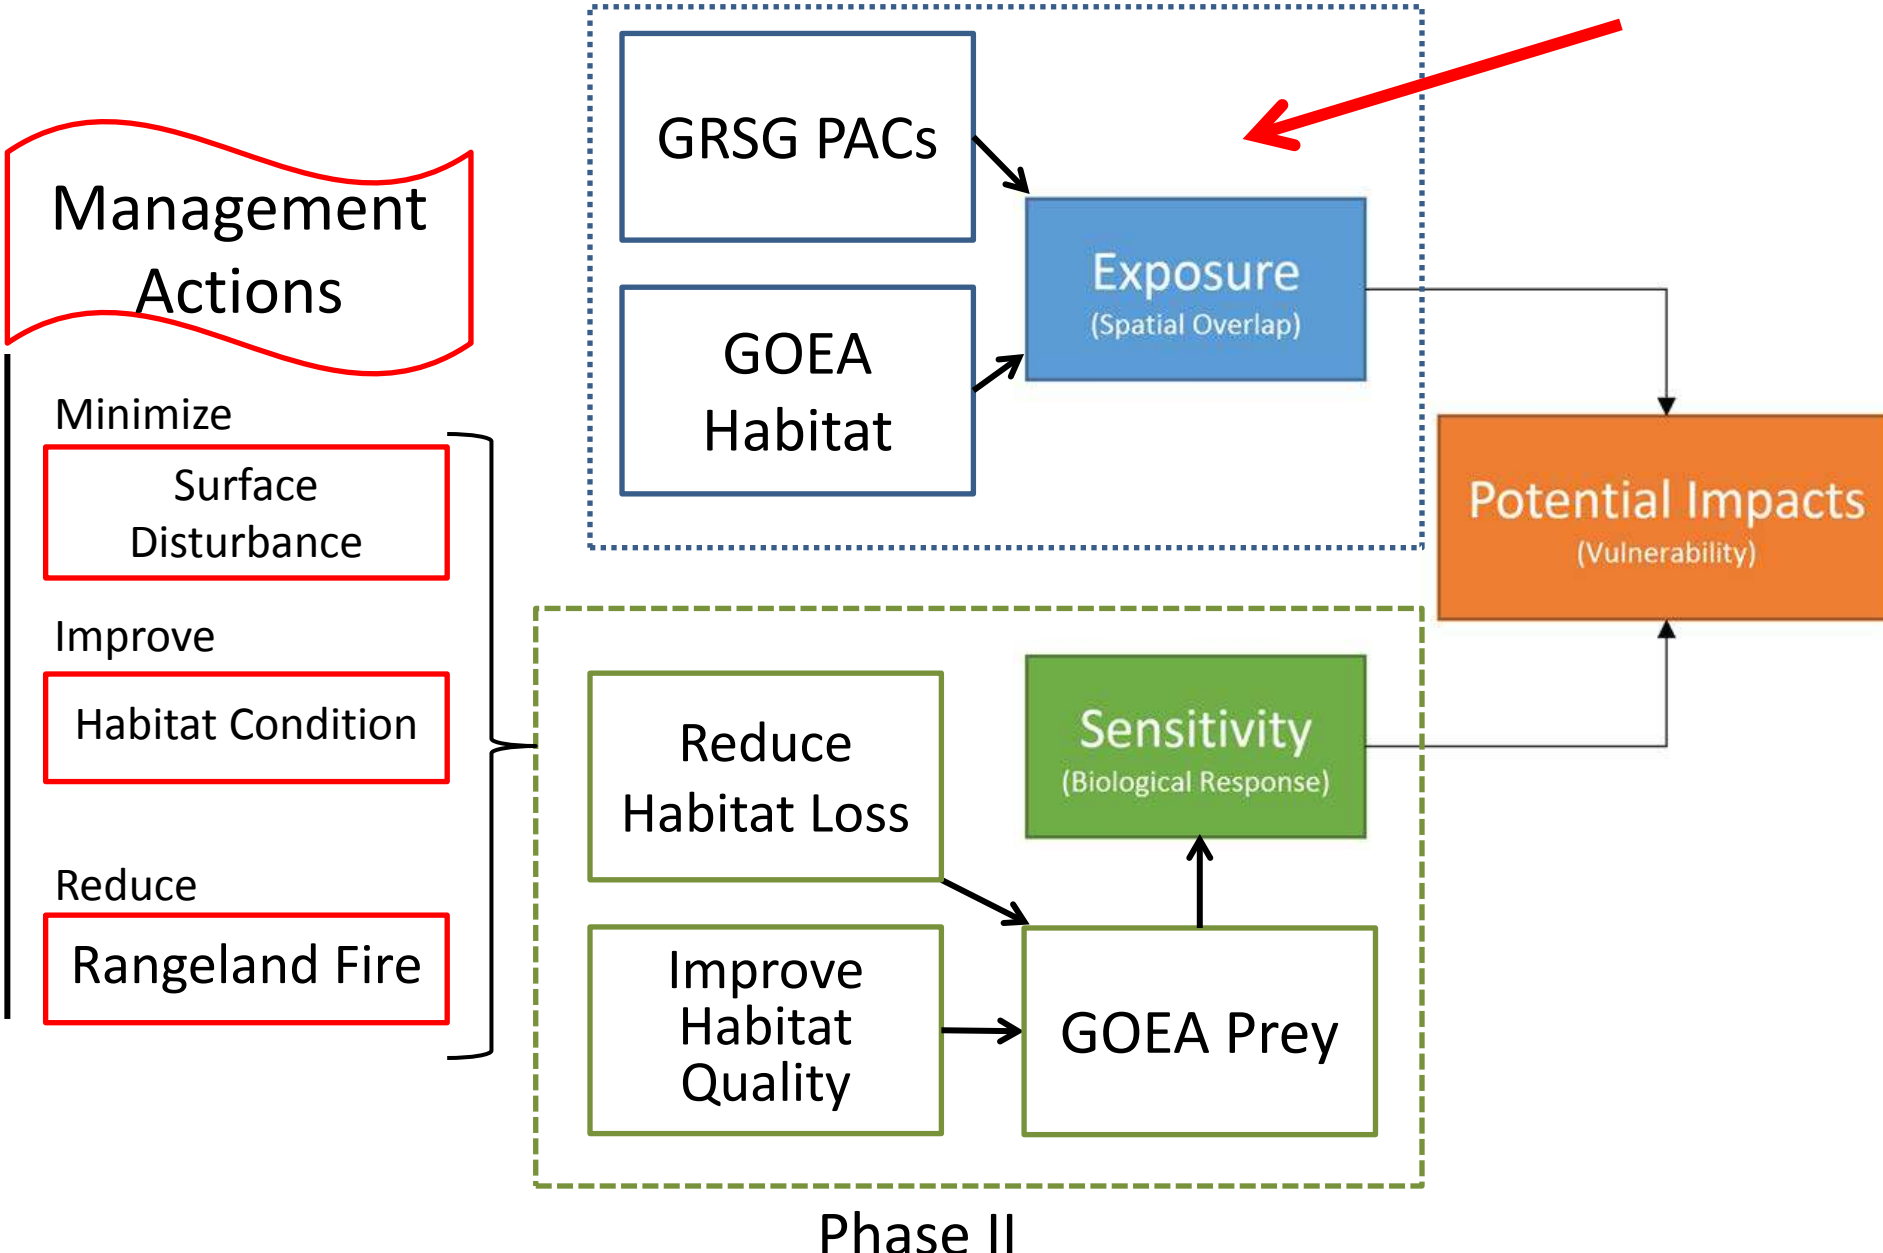 Management
Actions
Minimize
Surface
Disturbance
Improve
Habitat Condition
Reduce
Rangeland Fire
GRSG PACs
GOEA
Habitat
Exposure
(Spatial Overlap)
Potential Impacts
(Vulnerability)
Reduce
Habitat Loss
Improve
Habitat
Quality
GOEA Prey
Sensitivity
(Biological Response)
Phase II